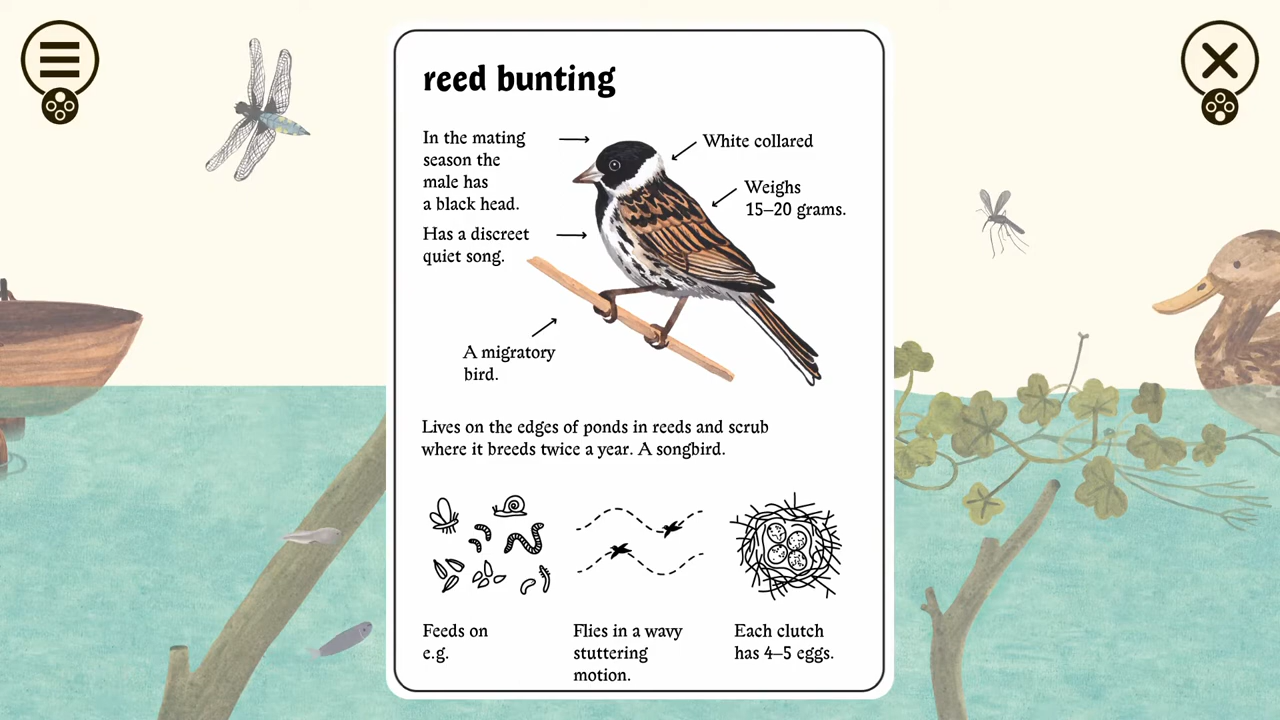 reed bunting
In the mating
season the
male has
a black head.
White collared
Weighs
15–20 grams.
Has a discreet
quiet song.
A migratory
bird.
Lives on the edges of ponds in reeds and scrub
where it breeds twice a year. A songbird.
Feeds on
e.g.
Flies in a wavy
stuttering
motion.
Each clutch
has 4–5 eggs.